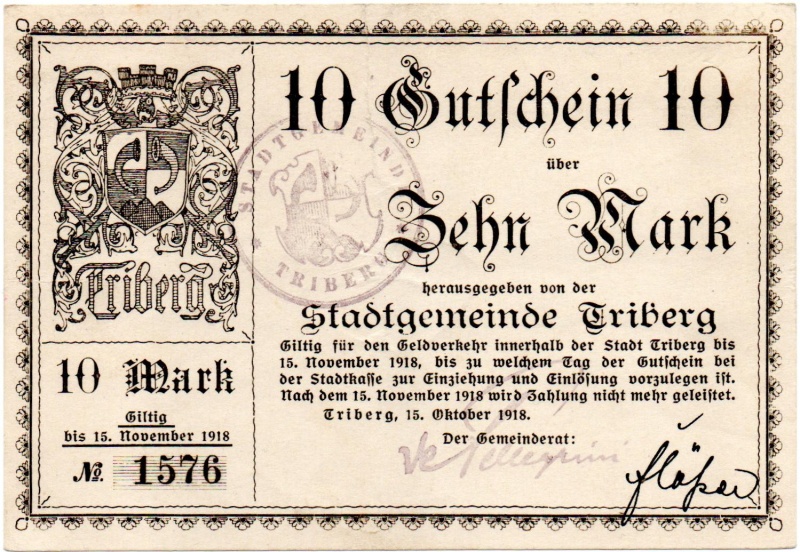 Triberg
10 Mark
Giltig
bis 15. November 1918
No. 1576
10 Gutschein 10
über
Zehn Mark
herausgegeben von der
Stadtgemeinde Triberg
Giltig für den Geldverkehr innerhalb der Stadt Triberg bis
15. November 1918, bis zu welchem Tag der Gutschein bei
der Stadtkasse zur Einziehung und Einlösung vorzulegen ist.
Nach dem 15. November 1918 wird Zahlung nicht mehr geleistet.
Triberg, 15. Oktober 1918.
Der Gemeinderat:
STADTGEMEIND
TRIBERG